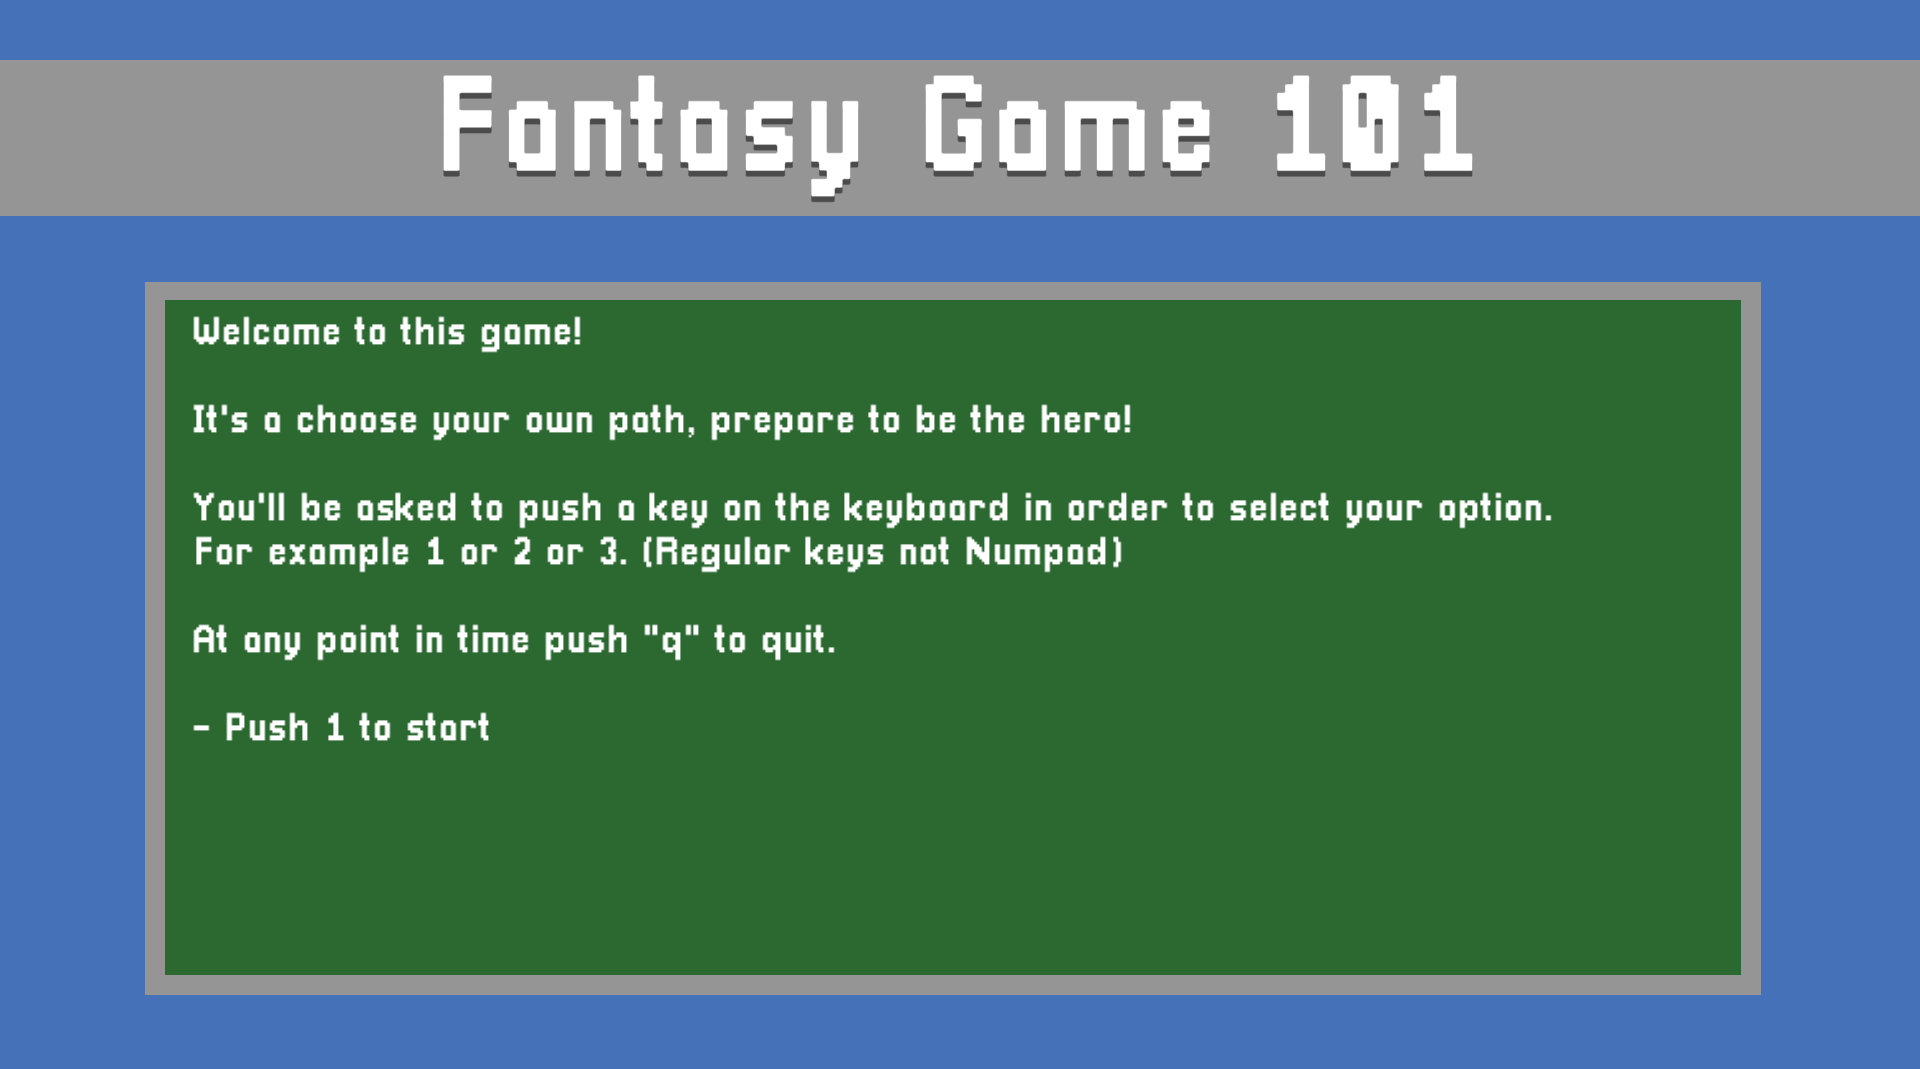 Fantasy Game 101
Welcome to this game!
It's a choose your own path, prepare to be the hero!
You'll be asked to push a key on the keyboard in order to select your option.
For example 1 or 2 or 3. (Regular keys not Numpad)
At any point in time push "q" to quit.
- Push 1 to start